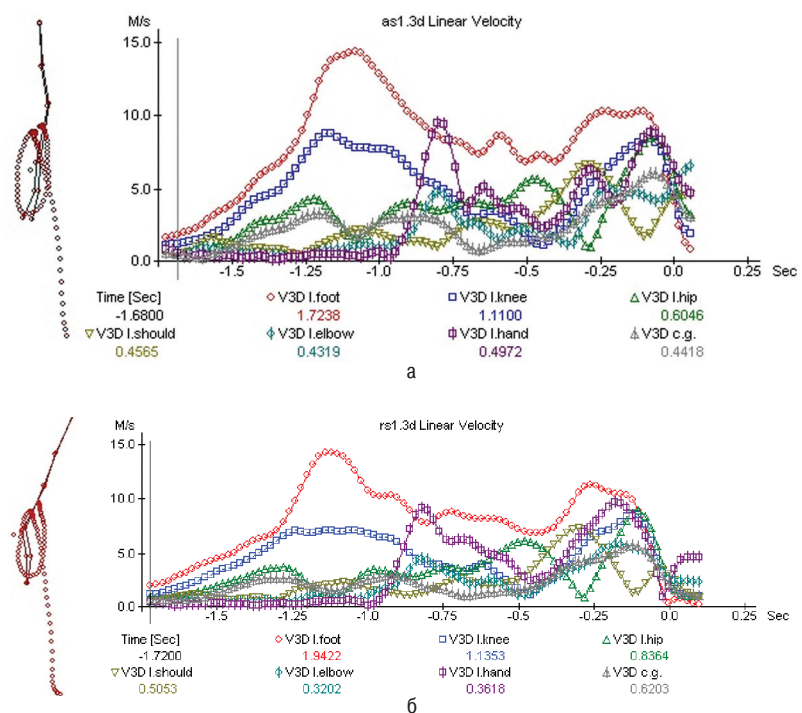 M/s as1.3d Linear Velocity
15.0
10.0
5.0
0.0
-1.5 -1.25 -1.0 -0.75 -0.5 -0.25 0.0 0.25 Sec
Time [Sec] V3D l.foot V3D l.knee V3D l.hip
-1.6800 1.7238 1.1100 0.6046
V3D l.should V3D l.elbow V3D l.hand V3D c.g.
0.4565 0.4319 0.4972 0.4418
а
M/s rs1.3d Linear Velocity
15.0
10.0
5.0
0.0
-1.5 -1.25 -1.0 -0.75 -0.5 -0.25 0.0 0.25 Sec
Time [Sec] V3D l.foot V3D l.knee V3D l.hip
-1.7200 1.9422 1.1353 0.8364
V3D l.should V3D l.elbow V3D l.hand V3D c.g.
0.5053 0.3202 0.3618 0.6203
б